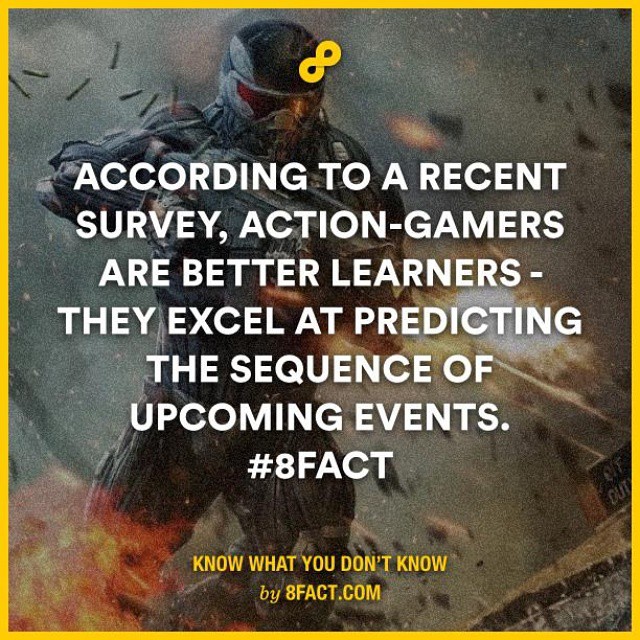 ACCORDING TO A RECENT
SURVEY, ACTION-GAMERS
ARE BETTER LEARNERS -
THEY EXCEL AT PREDICTING
THE SEQUENCE OF
UPCOMING EVENTS.
#8FACT
KNOW WHAT YOU DON'T KNOW
by 8FACT.COM